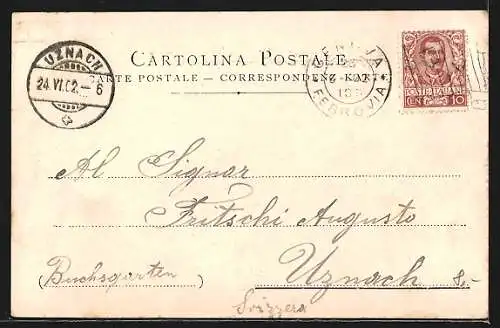 CARTOLINA POSTALE
CARTE POSTALE – CORRESPONDENZ-KARTE
UZNACH
24.VI.02.–6
FERROVIA
POSTE ITALIANE
CEN 10
Al Signor
Fritschi Augusto
(Buchsgarten)
Uznach
Svizzera